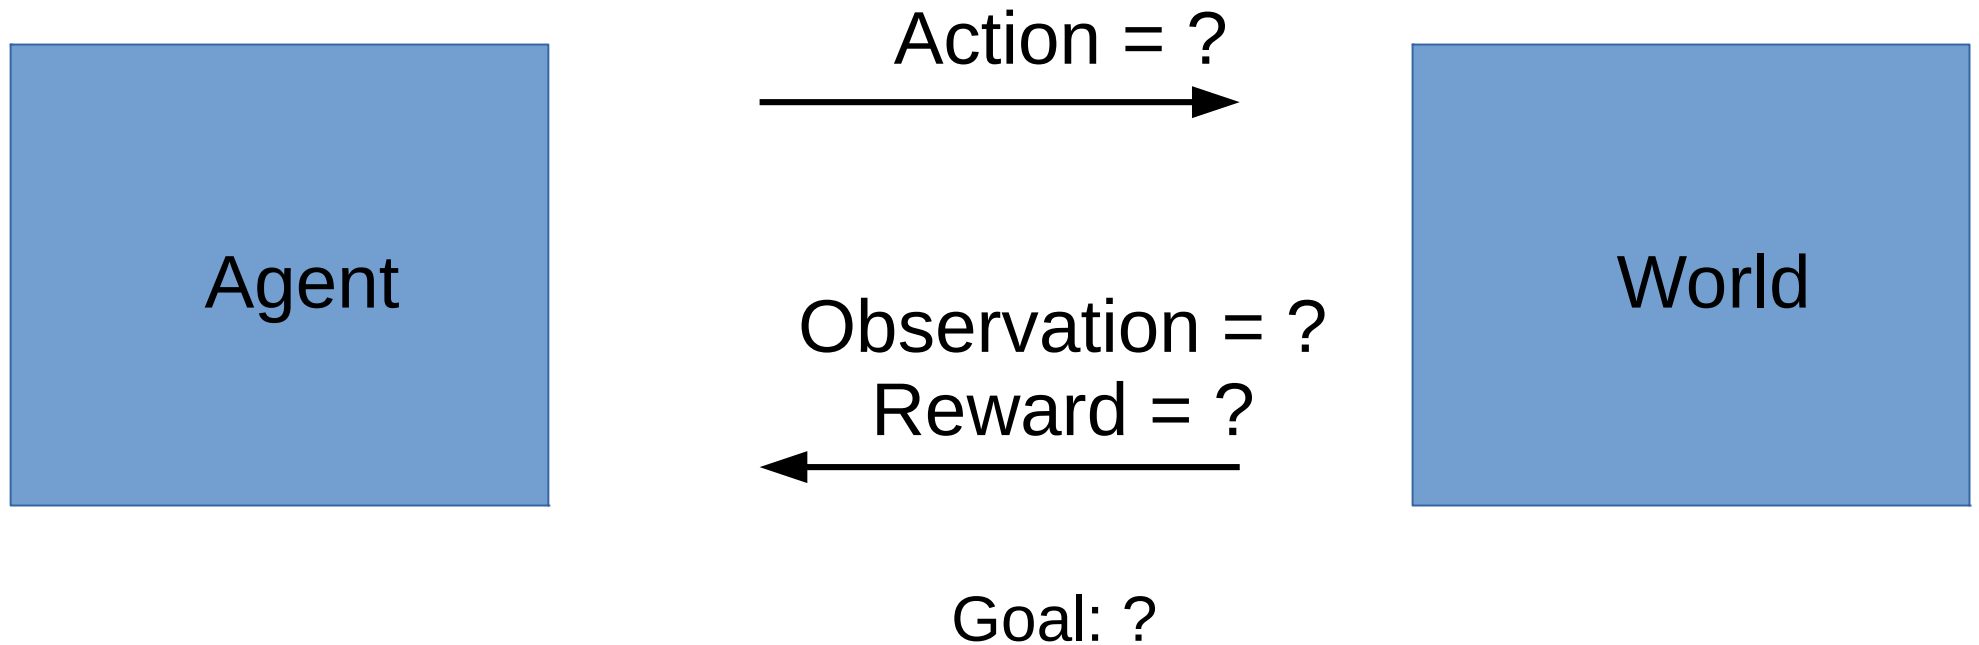 Action = ?
Agent
World
Observation = ?
Reward = ?
Goal: ?